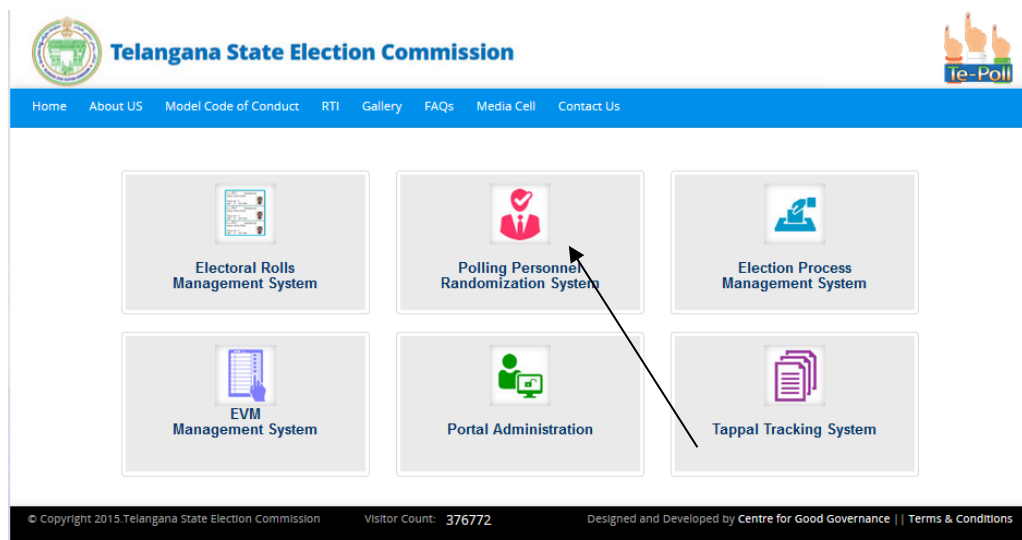 Telangana State Election Commission
Te-Poll
Home About US Model Code of Conduct RTI Gallery FAQs Media Cell Contact Us
Electoral Rolls
Management System
Polling Personnel
Randomization System
Election Process
Management System
EVM
Management System
Portal Administration
Tappal Tracking System
© Copyright 2015.Telangana State Election Commission Visitor Count: 376772 Designed and Developed by Centre for Good Governance || Terms & Conditions